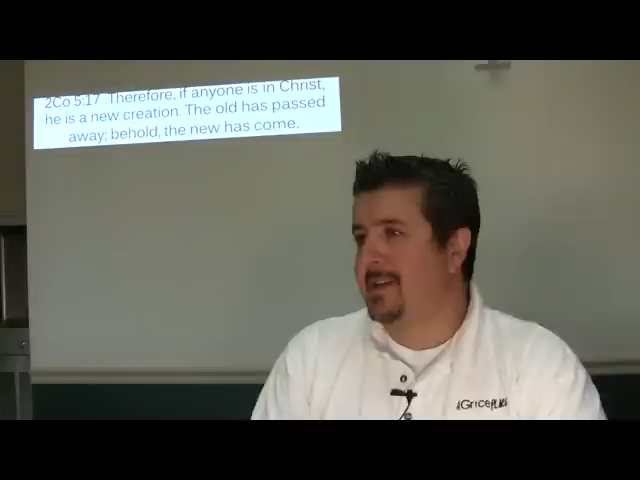 2Co 5:17 Therefore, if anyone is in Christ,
he is a new creation. The old has passed
away; behold, the new has come.